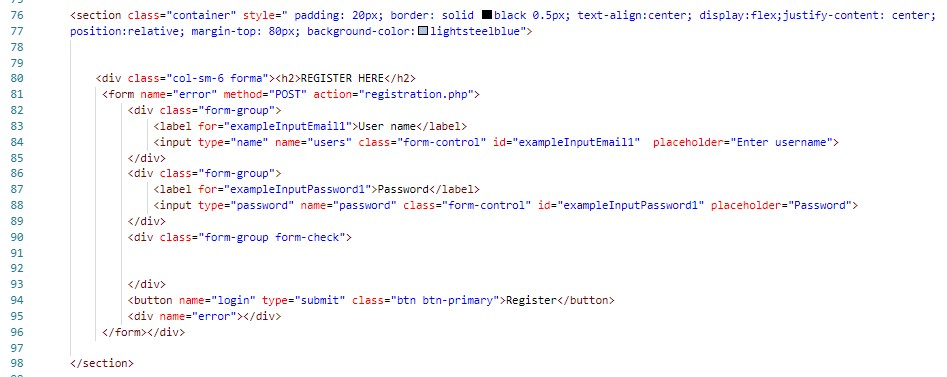 76 <section class="container" style=" padding: 20px; border: solid black 0.5px; text-align:center; display:flex;justify-content: center;
77 position:relative; margin-top: 80px; background-color: lightsteelblue">
78
79
80 <div class="col-sm-6 forma"><h2>REGISTER HERE</h2>
81 <form name="error" method="POST" action="registration.php">
82 <div class="form-group">
83 <label for="exampleInputEmail1">User name</label>
84 <input type="name" name="users" class="form-control" id="exampleInputEmail1"  placeholder="Enter username">
85 </div>
86 <div class="form-group">
87 <label for="exampleInputPassword1">Password</label>
88 <input type="password" name="password" class="form-control" id="exampleInputPassword1" placeholder="Password">
89 </div>
90 <div class="form-group form-check">
91
92
93 </div>
94 <button name="login" type="submit" class="btn btn-primary">Register</button>
95 <div name="error"></div>
96 </form></div>
97
98 </section>